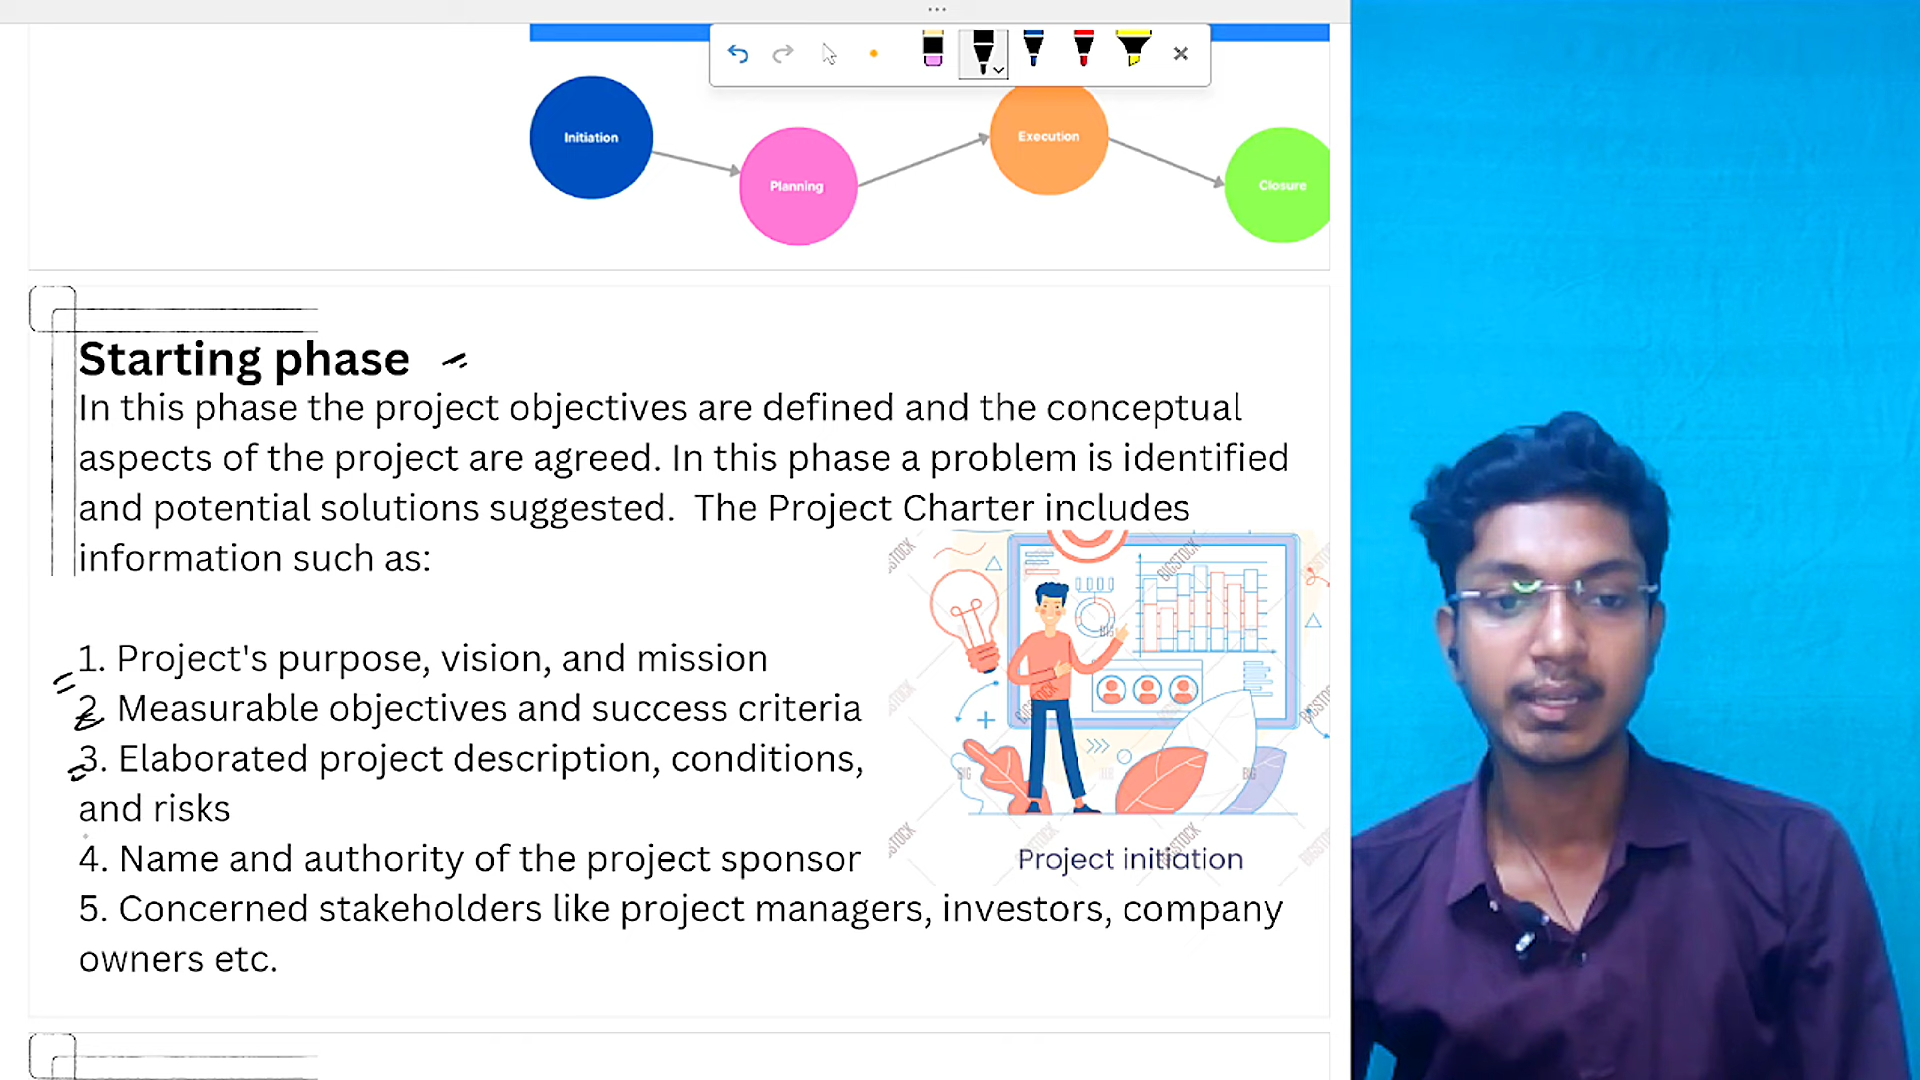 Initiation
Planning
Execution
Closure
Starting phase
In this phase the project objectives are defined and the conceptual
aspects of the project are agreed. In this phase a problem is identified
and potential solutions suggested. The Project Charter includes
information such as:
1. Project's purpose, vision, and mission
2. Measurable objectives and success criteria
3. Elaborated project description, conditions,
and risks
4. Name and authority of the project sponsor
5. Concerned stakeholders like project managers, investors, company
owners etc.
BIGSTOCK
Project initiation